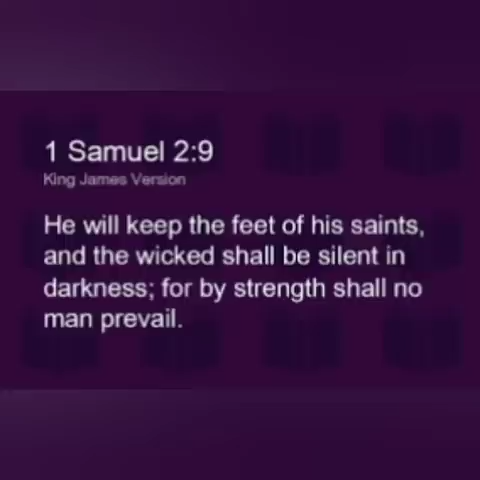 1 Samuel 2:9
King James Version
He will keep the feet of his saints,
and the wicked shall be silent in
darkness; for by strength shall no
man prevail.